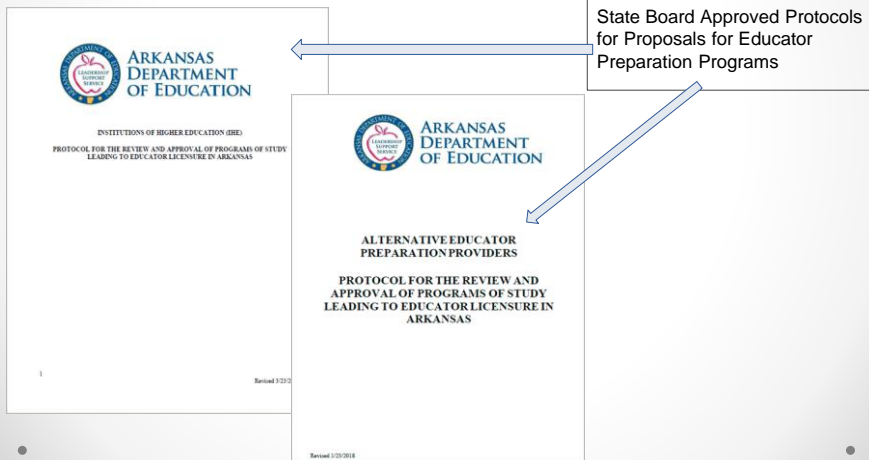 State Board Approved Protocols
for Proposals for Educator
Preparation Programs
ARKANSAS
DEPARTMENT
OF EDUCATION
LEADERSHIP
SUPPORT
SERVICE
INSTITUTIONS OF HIGHER EDUCATION (IHE)
PROTOCOL FOR THE REVIEW AND APPROVAL OF PROGRAMS OF STUDY
LEADING TO EDUCATOR LICENSURE IN ARKANSAS
1
Revised
ARKANSAS
DEPARTMENT
OF EDUCATION
LEADERSHIP
SUPPORT
SERVICE
ALTERNATIVE EDUCATOR
PREPARATION PROVIDERS
PROTOCOL FOR THE REVIEW AND
APPROVAL OF PROGRAMS OF STUDY
LEADING TO EDUCATOR LICENSURE IN
ARKANSAS
Revised